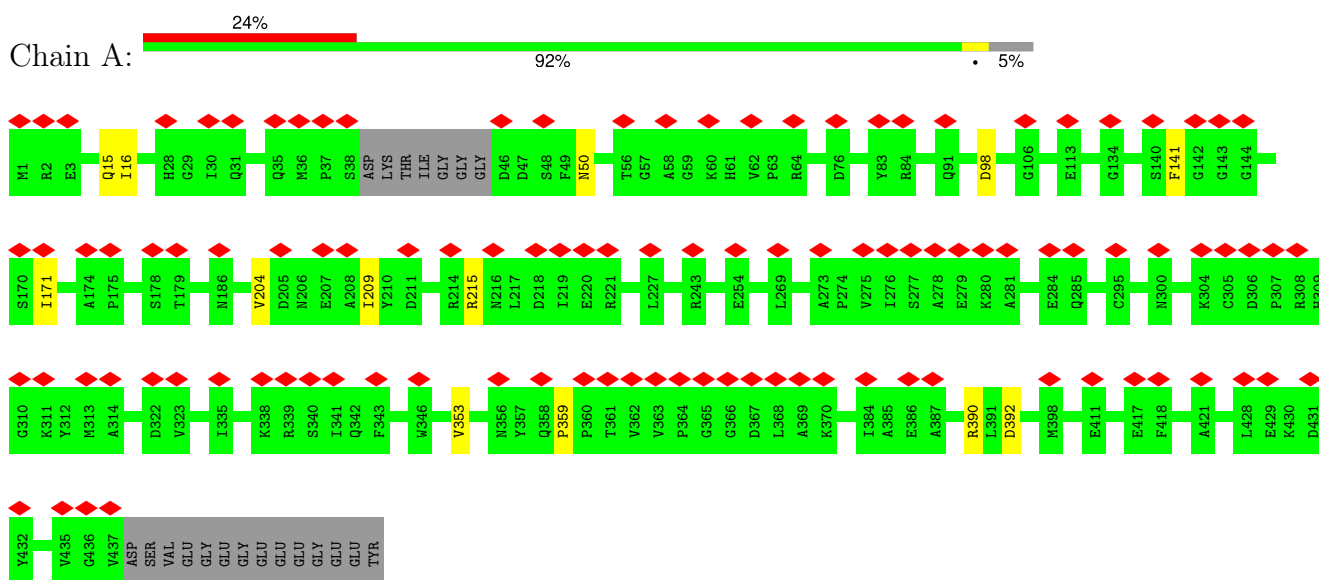 24%
Chain A:
92%
•
5%
M1 R2 E3 Q15 I16 H28 G29 I30 Q31 Q35 M36 P37 S38 ASP LYS THR ILE GLY GLY GLY D46 D47 S48 F49 N50 T56 G57 A58 G59 K60 H61 V62 P63 R64 D76 Y83 R84 Q91 D98 G106 E113 G134 S140 F141 G142 G143 G144
S170 I171 A174 P175 S178 T179 N186 V204 D205 N206 E207 A208 I209 Y210 D211 R214 R215 N216 L217 D218 I219 E220 R221 L227 R243 E254 L269 A273 P274 V275 I276 S277 A278 E279 K280 A281 E284 Q285 C295 N300 K304 C305 D306 P307 R308 H309
G310 K311 Y312 M313 A314 D322 V323 I335 K338 R339 S340 I341 Q342 F343 W346 V353 N356 Y357 Q358 P359 P360 T361 V362 V363 P364 G365 G366 D367 L368 A369 K370 I384 A385 E386 A387 R390 L391 D392 M398 E411 E417 F418 A421 L428 E429 K430 D431
Y432 V435 G436 V437 ASP SER VAL GLU GLY GLU GLY GLU GLU GLU GLY GLU GLU TYR